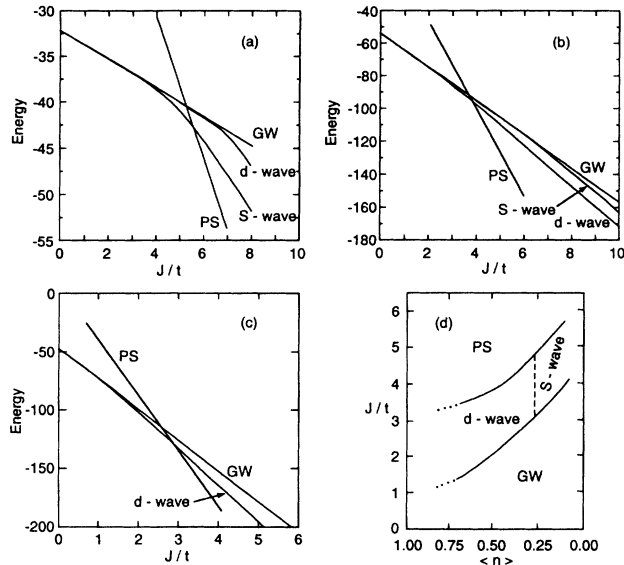 -30
-35
-40
-45
-50
-55
Energy
(a)
GW
d - wave
S - wave
PS
0 2 4 6 8 10
J / t
-40
-60
-80
-100
-120
-140
-160
-180
Energy
(b)
PS
GW
S - wave
d - wave
0 2 4 6 8 10
J / t
0
-50
-100
-150
-200
Energy
(c)
PS
GW
d - wave
0 1 2 3 4 5 6
J / t
6
5
4
3
2
1
0
J / t
(d)
PS
S - wave
d - wave
GW
1.00 0.75 0.50 0.25 0.00
< n >